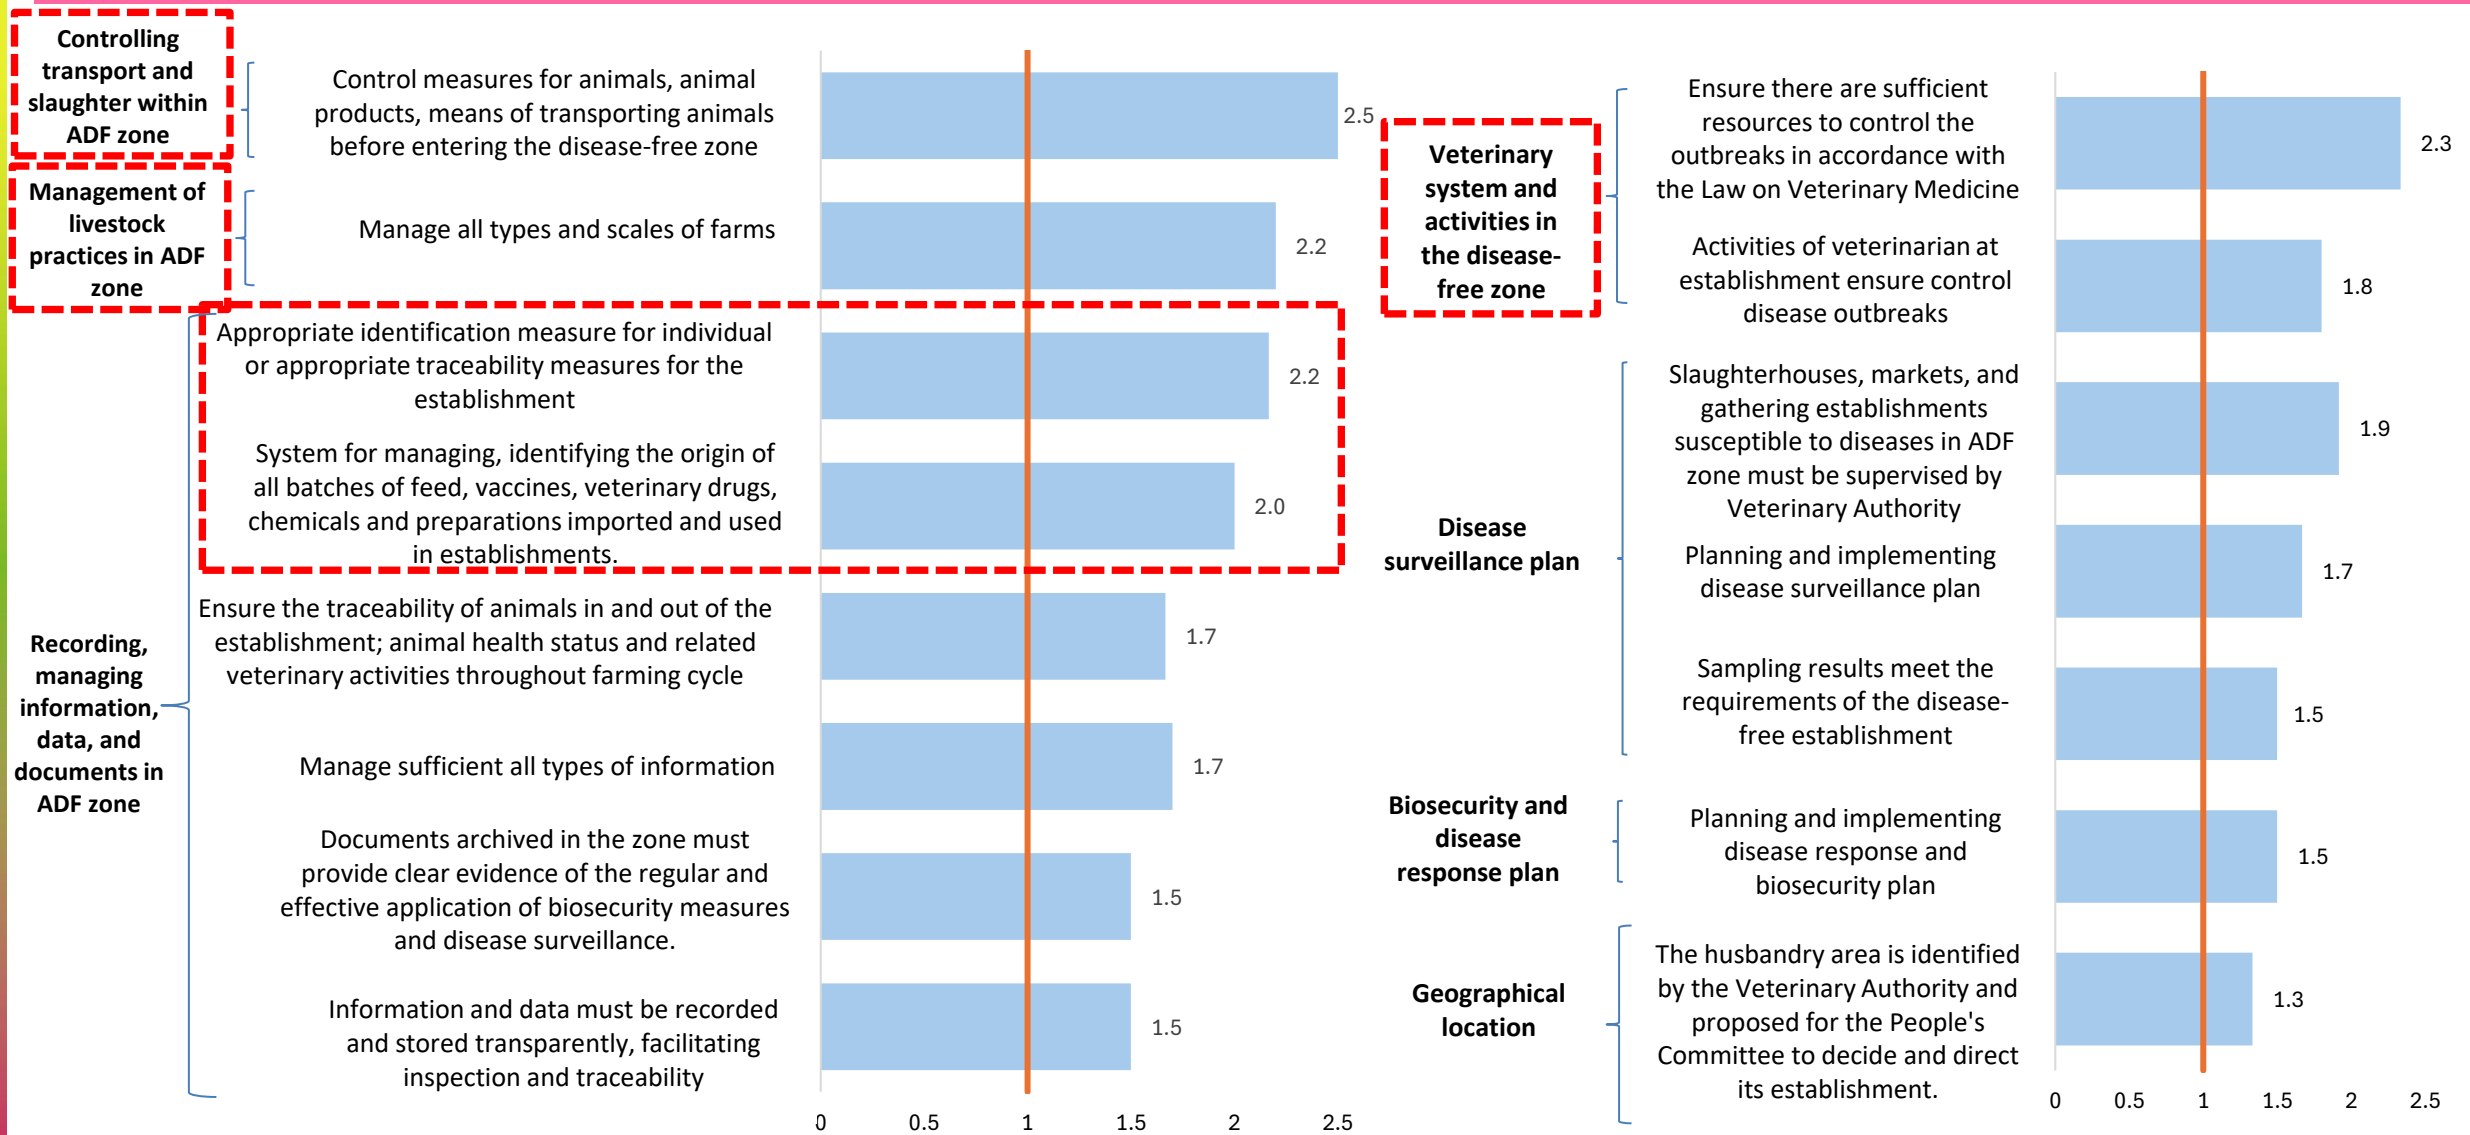 Controlling
transport and
slaughter within
ADF zone
Control measures for animals, animal
products, means of transporting animals
before entering the disease-free zone
2.5
Management of
livestock
practices in ADF
zone
Manage all types and scales of farms
2.2
Recording,
managing
information,
data, and
documents in
ADF zone
Appropriate identification measure for individual
or appropriate traceability measures for the
establishment
2.2
System for managing, identifying the origin of
all batches of feed, vaccines, veterinary drugs,
chemicals and preparations imported and used
in establishments.
2.0
Ensure the traceability of animals in and out of the
establishment; animal health status and related
veterinary activities throughout farming cycle
1.7
Manage sufficient all types of information
1.7
Documents archived in the zone must
provide clear evidence of the regular and
effective application of biosecurity measures
and disease surveillance.
1.5
Information and data must be recorded
and stored transparently, facilitating
inspection and traceability
1.5
0 0.5 1 1.5 2 2.5
Veterinary
system and
activities in
the disease-
free zone
Ensure there are sufficient
resources to control the
outbreaks in accordance with
the Law on Veterinary Medicine
2.3
Activities of veterinarian at
establishment ensure control
disease outbreaks
1.8
Disease
surveillance plan
Slaughterhouses, markets, and
gathering establishments
susceptible to diseases in ADF
zone must be supervised by
Veterinary Authority
1.9
Planning and implementing
disease surveillance plan
1.7
Sampling results meet the
requirements of the disease-
free establishment
1.5
Biosecurity and
disease
response plan
Planning and implementing
disease response and
biosecurity plan
1.5
Geographical
location
The husbandry area is identified
by the Veterinary Authority and
proposed for the People's
Committee to decide and direct
its establishment.
1.3
0 0.5 1 1.5 2 2.5